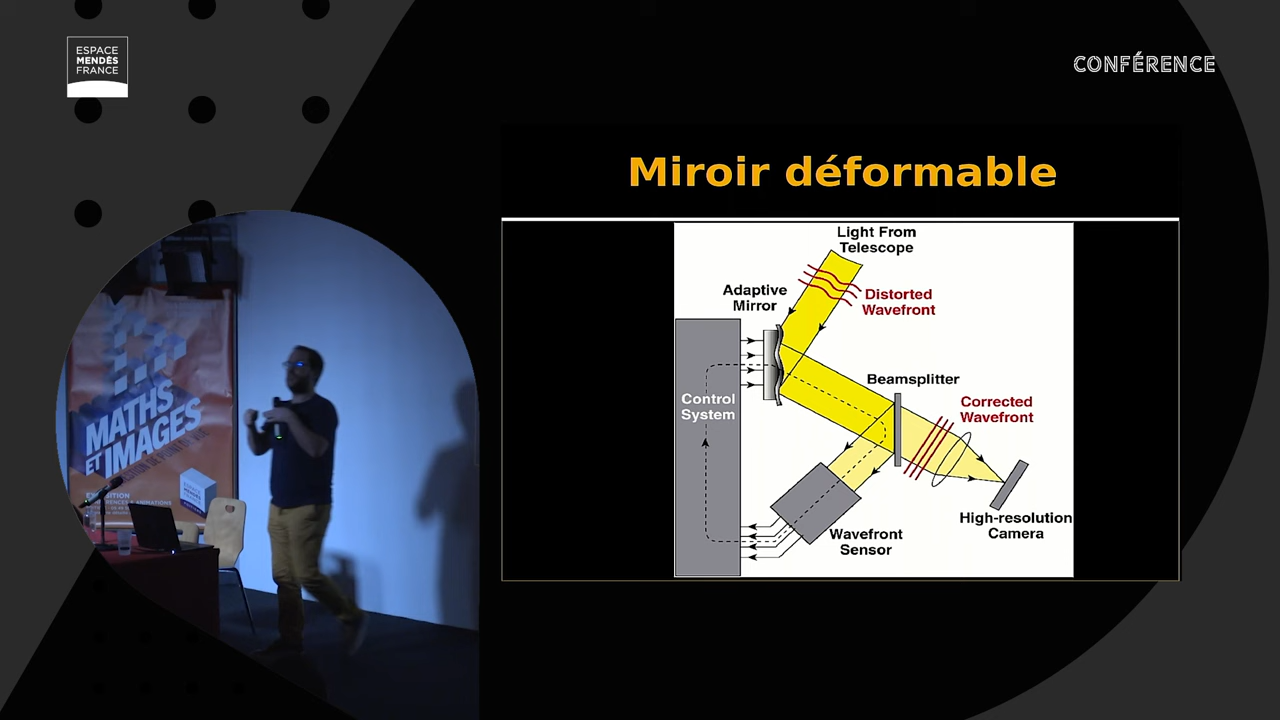 ESPACE
MENDÈS
FRANCE
CONFÉRENCE
Miroir déformable
Light From
Telescope
Adaptive
Mirror
Distorted
Wavefront
Beamsplitter
Control
System
Corrected
Wavefront
High-resolution
Camera
Wavefront
Sensor
MATHS
ET IMAGES